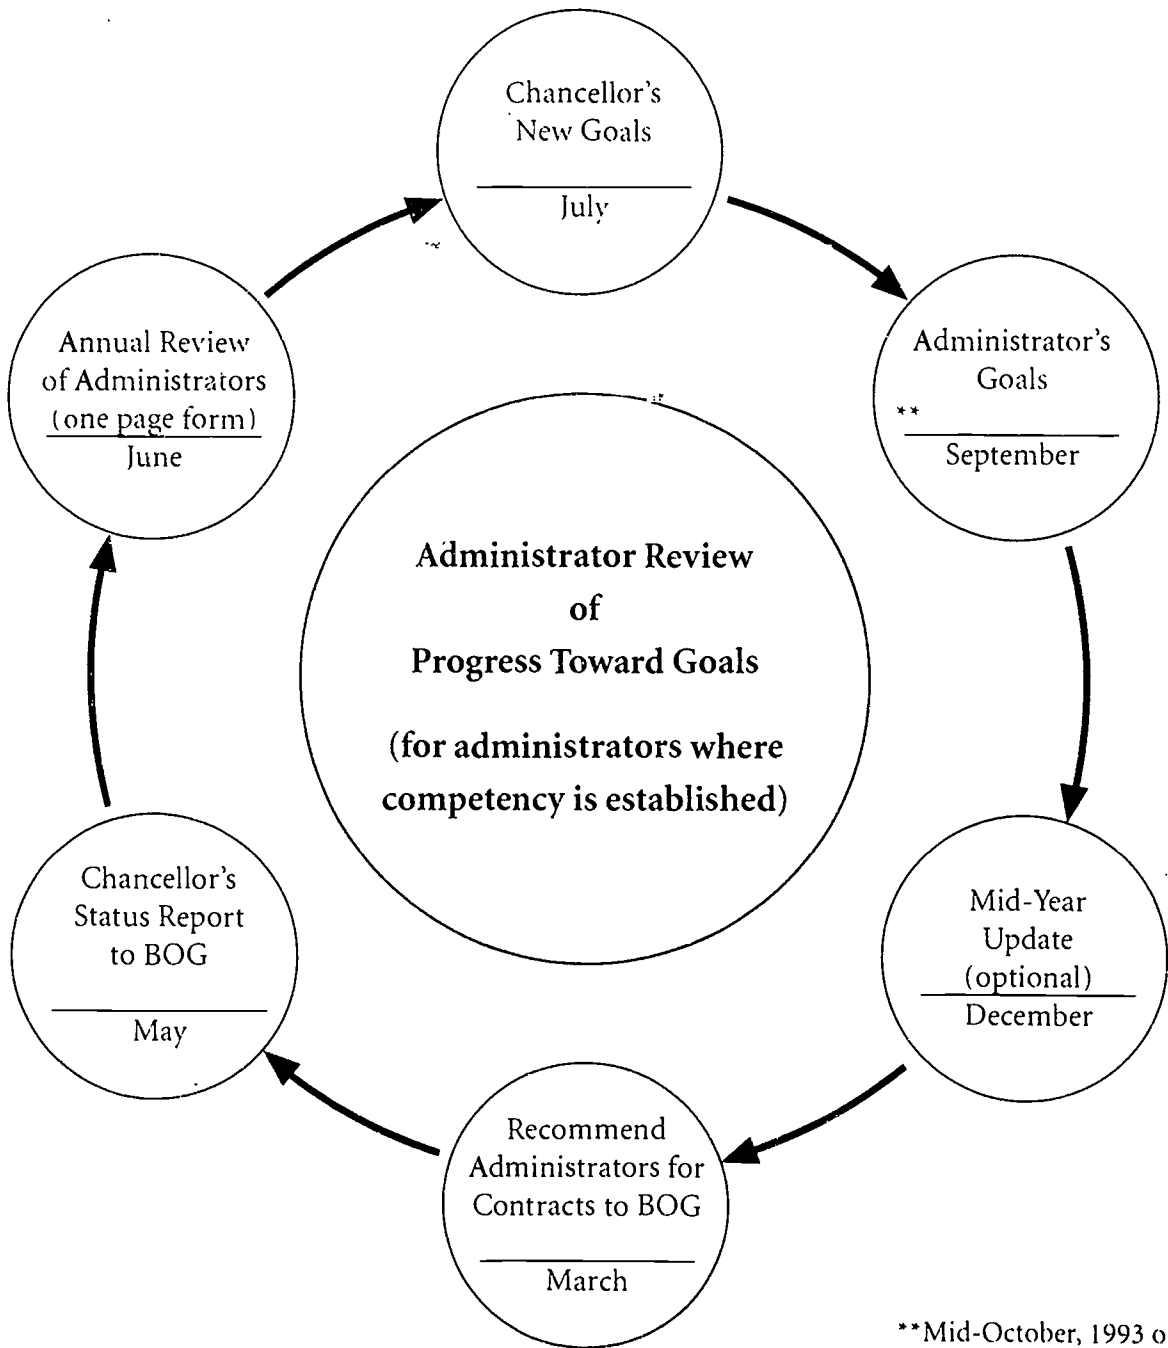 Chancellor's
New Goals
July
Administrator's
Goals
**
September
Mid-Year
Update
(optional)
December
Recommend
Administrators for
Contracts to BOG
March
Chancellor's
Status Report
to BOG
May
Annual Review
of Administrators
(one page form)
June
Administrator Review
of
Progress Toward Goals
(for administrators where
competency is established)
**Mid-October, 1993 o